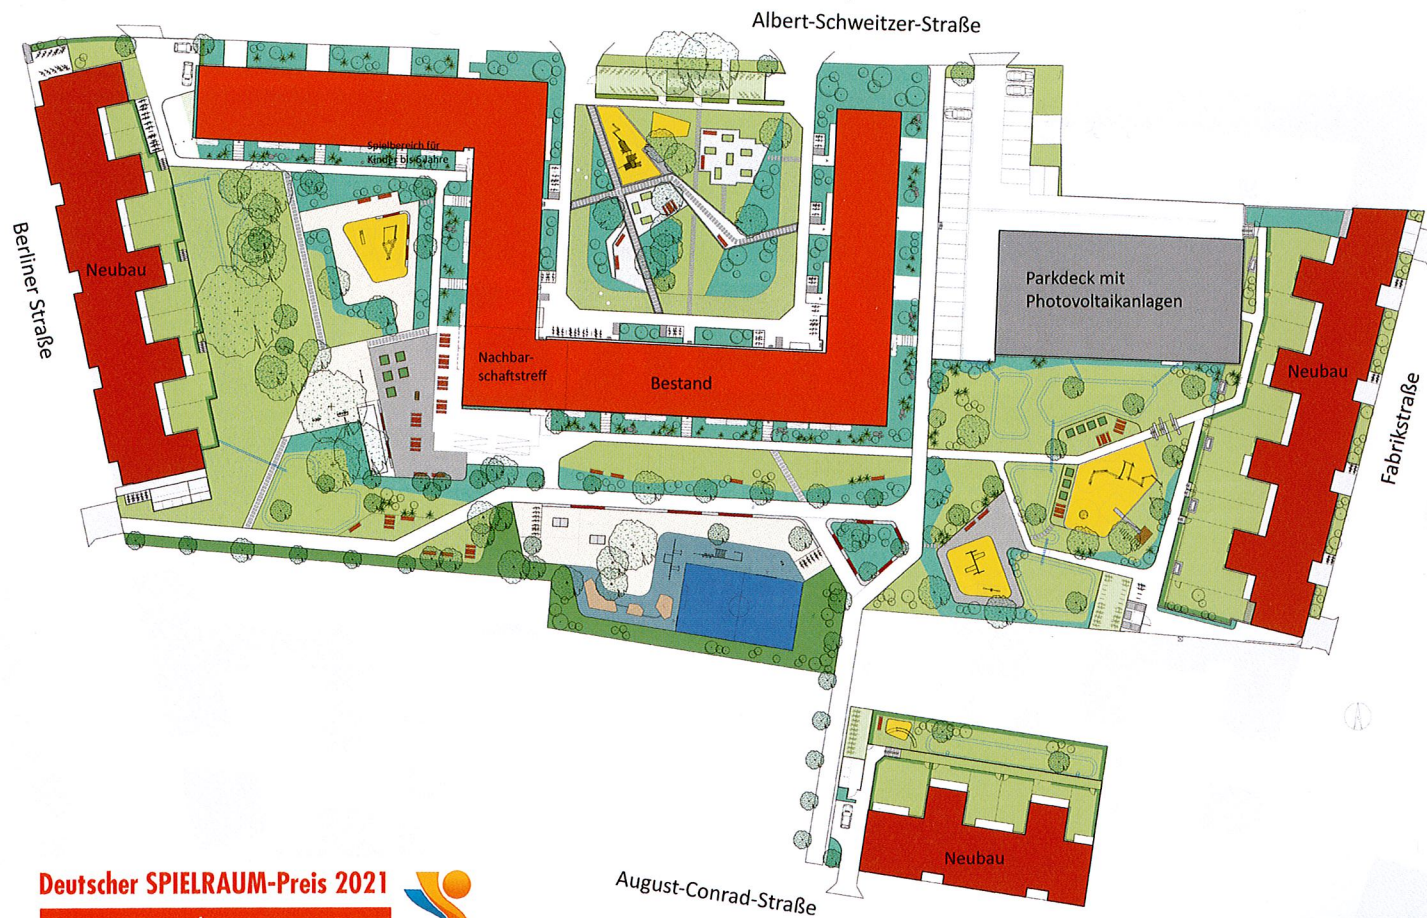 Albert-Schweitzer-Straße
Spielbereich für
Kinder bis 6 Jahre
Berliner Straße
Neubau
Parkdeck mit
Photovoltaikanlagen
Nachbar-
schaftstreff
Bestand
Neubau
Fabrikstraße
Neubau
August-Conrad-Straße
Deutscher SPIELRAUM-Preis 2021